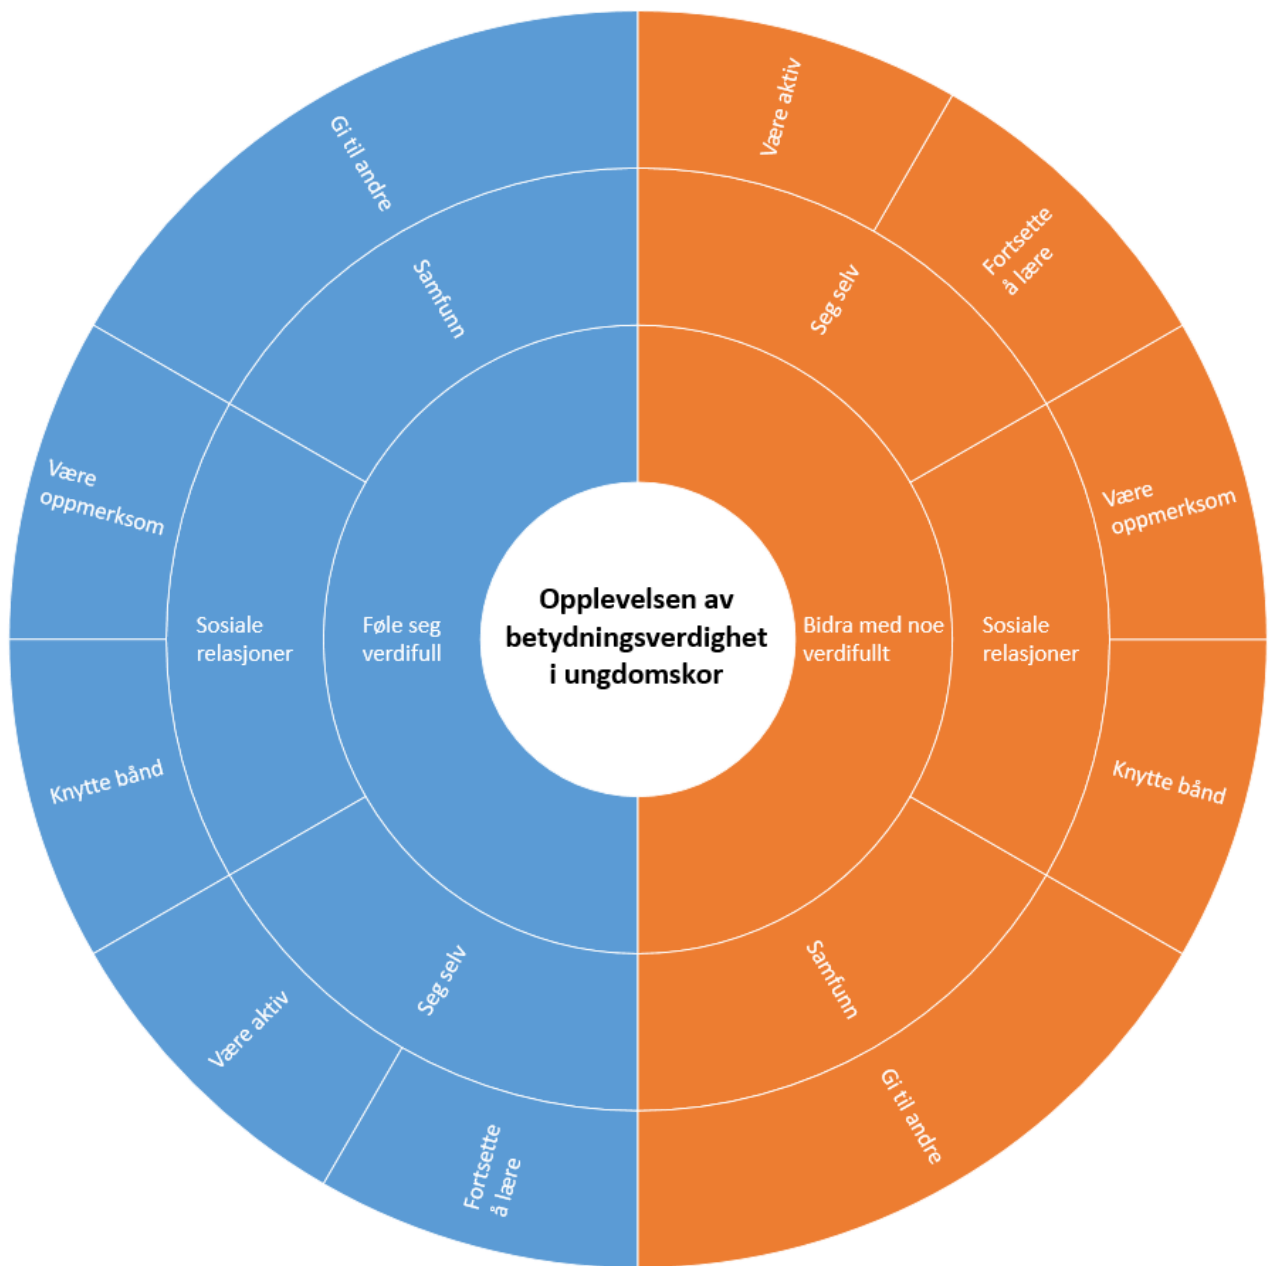 Opplevelsen av
betydningsverdighet
i ungdomskor
Bidra med noe
verdifullt
Seg selv
Være aktiv
Fortsette
å lære
Sosiale
relasjoner
Være
oppmerksom
Knytte bånd
Samfunn
Gi til andre
Føle seg
verdifull
Seg selv
Fortsette
å lære
Være aktiv
Sosiale
relasjoner
Knytte bånd
Være
oppmerksom
Samfunn
Gi til andre